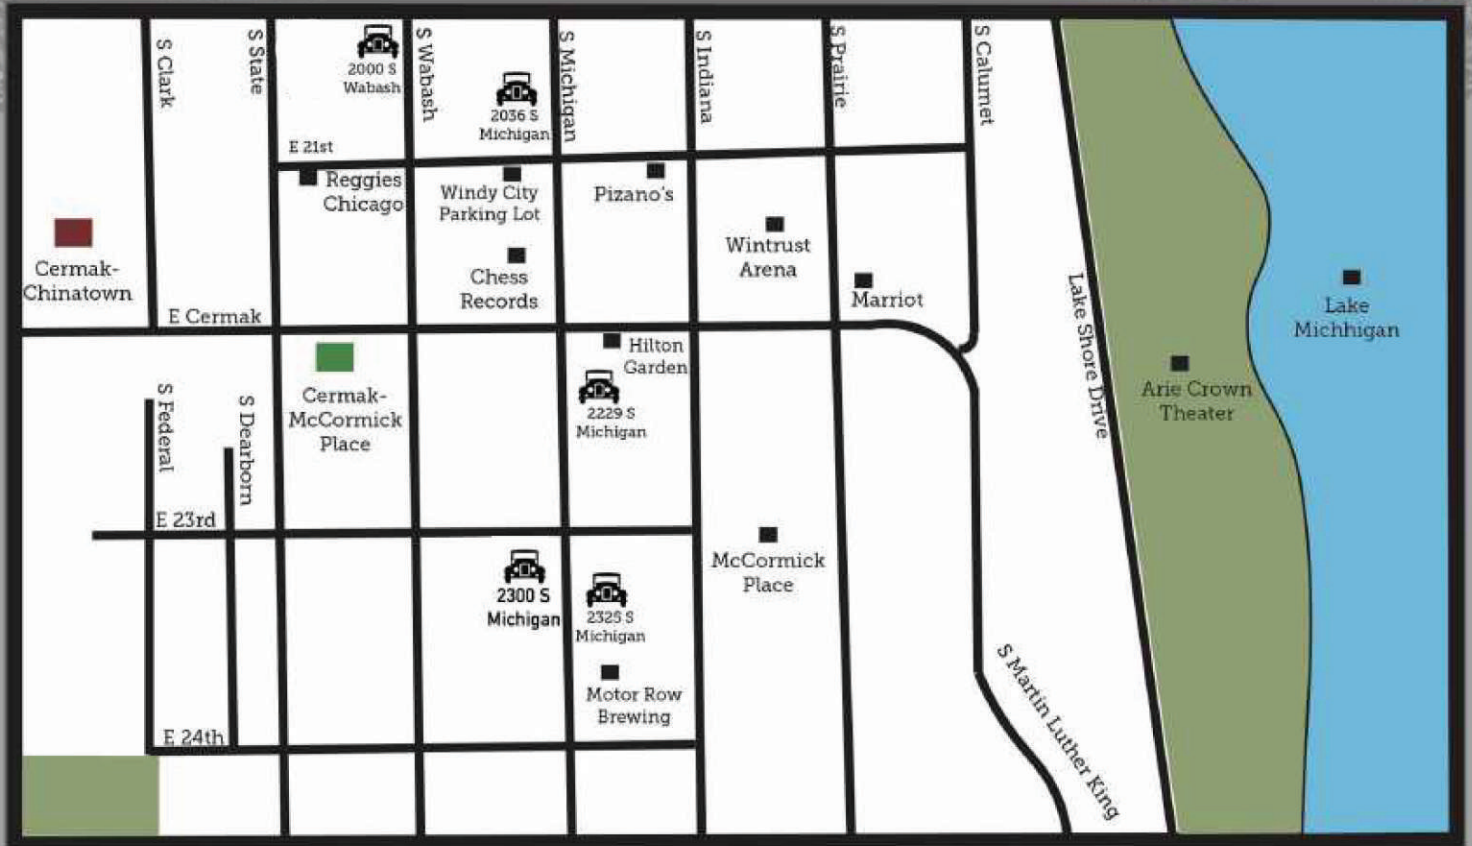 S Clark
S State
2000 S
Wabash
S Wabash
2036 S
Michigan
S Michigan
S Indiana
S Prairie
S Calumet
E 21st
Reggies
Chicago
Windy City
Parking Lot
Pizano's
Chess
Records
Wintrust
Arena
Marriot
Cermak-
Chinatown
E Cermak
Lake Shore Drive
Lake
Michhigan
Arie Crown
Theater
Hilton
Garden
2229 S
Michigan
Cermak-
McCormick
Place
S Federal
S Dearborn
E 23rd
2300 S
Michigan
2325 S
Michigan
McCormick
Place
Motor Row
Brewing
E 24th
S Martin Luther King